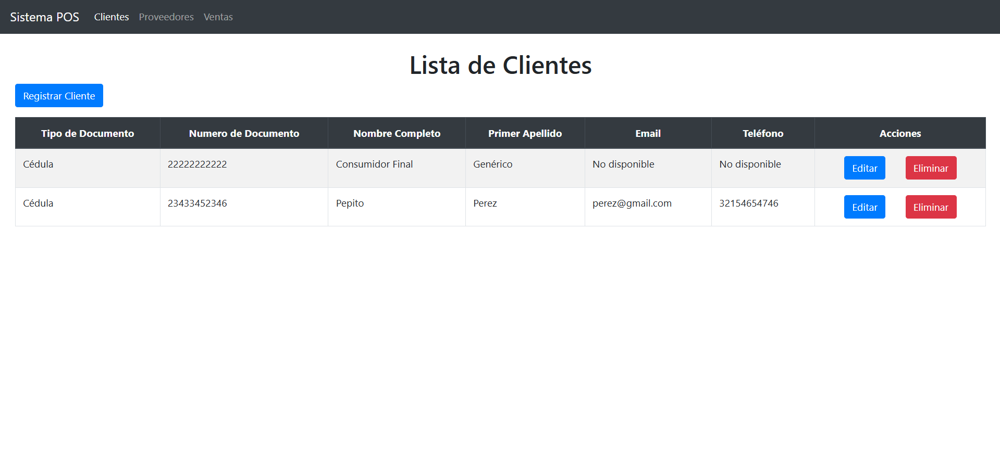 Sistema POS Clientes Proveedores Ventas
Lista de Clientes
Registrar Cliente
Tipo de Documento Numero de Documento Nombre Completo Primer Apellido Email Teléfono Acciones
Cédula 22222222222 Consumidor Final Genérico No disponible No disponible Editar Eliminar
Cédula 23433452346 Pepito Perez perez@gmail.com 32154654746 Editar Eliminar